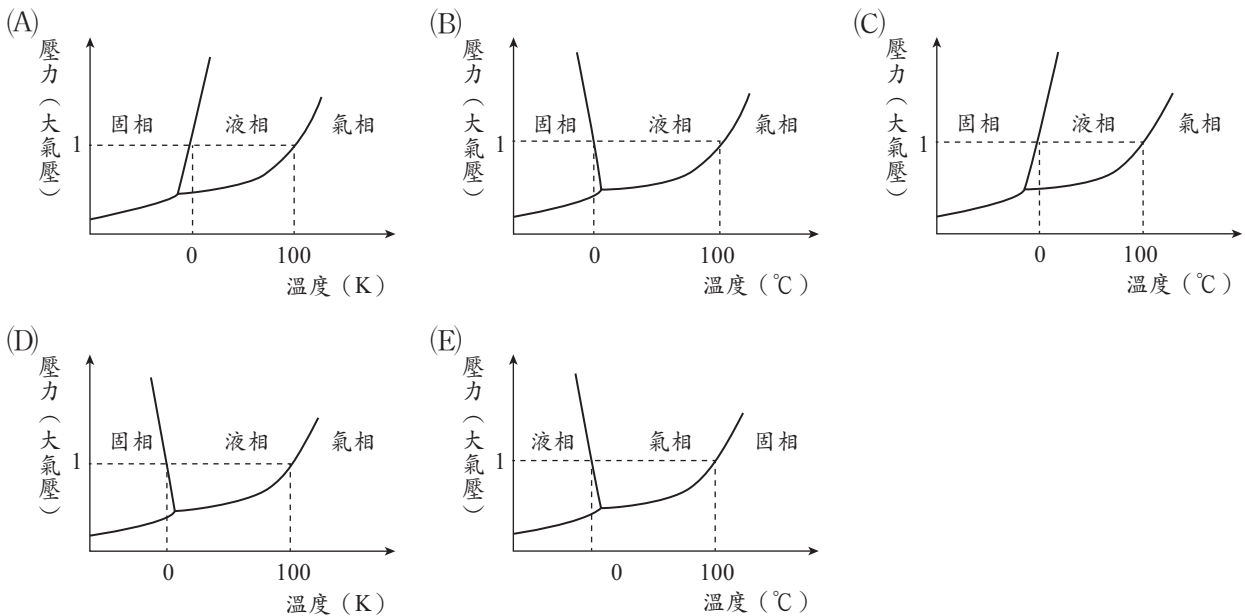 (A)
壓力（大氣壓）
固相 液相 氣相
1
0 100
溫度（K）
(B)
壓力（大氣壓）
固相 液相 氣相
1
0 100
溫度（℃）
(C)
壓力（大氣壓）
固相 液相 氣相
1
0 100
溫度（℃）
(D)
壓力（大氣壓）
固相 液相 氣相
1
0 100
溫度（K）
(E)
壓力（大氣壓）
液相 氣相 固相
1
0 100
溫度（℃）